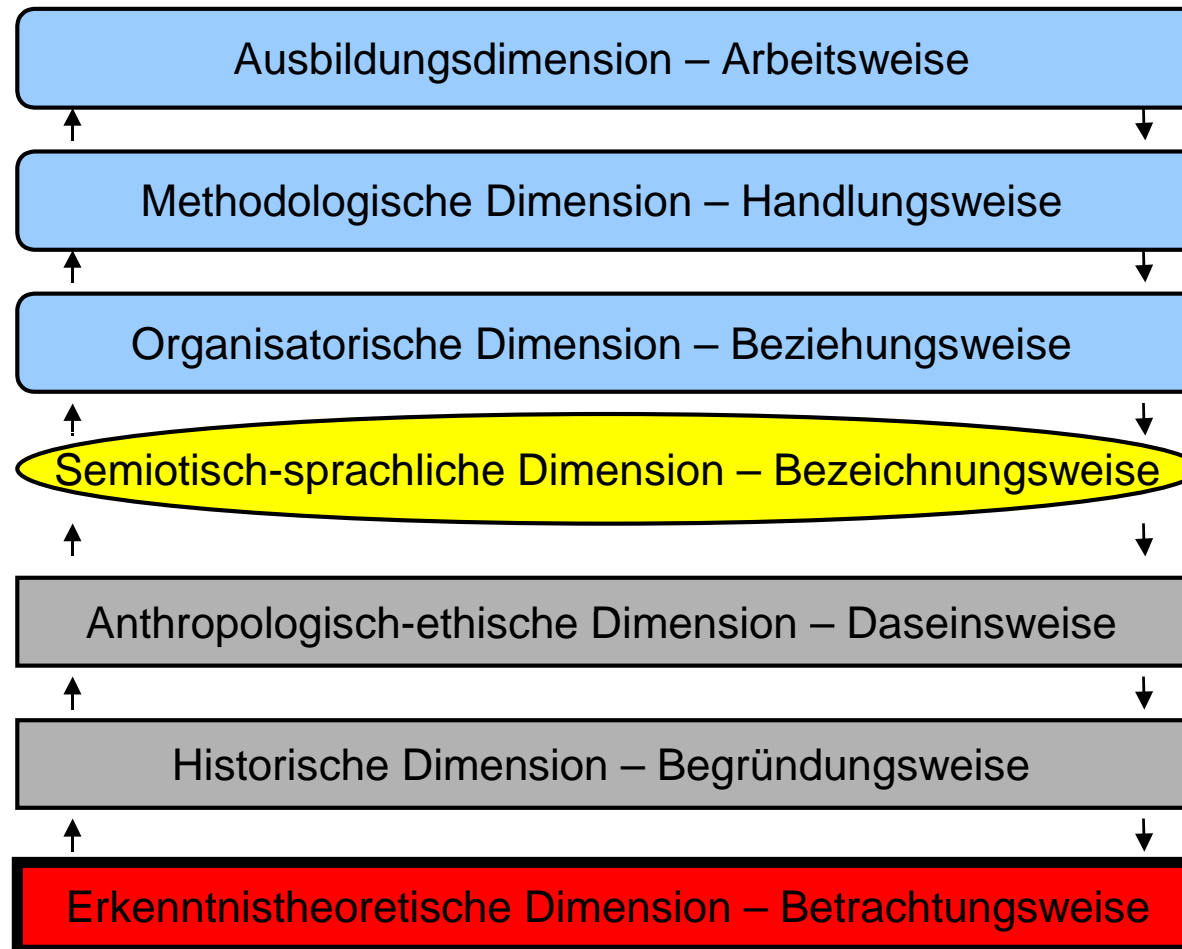 Ausbildungsdimension – Arbeitsweise
Methodologische Dimension – Handlungsweise
Organisatorische Dimension – Beziehungsweise
Semiotisch-sprachliche Dimension – Bezeichnungsweise
Anthropologisch-ethische Dimension – Daseinsweise
Historische Dimension – Begründungsweise
Erkenntnistheoretische Dimension – Betrachtungsweise